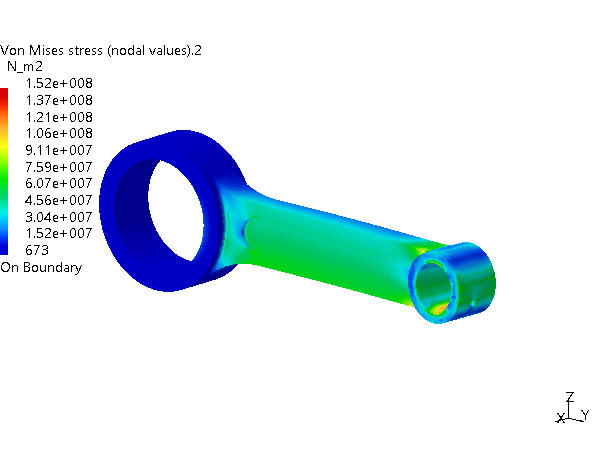 Von Mises stress (nodal values).2
N_m2
1.52e+008
1.37e+008
1.21e+008
1.06e+008
9.11e+007
7.59e+007
6.07e+007
4.56e+007
3.04e+007
1.52e+007
673
On Boundary
Z
X Y